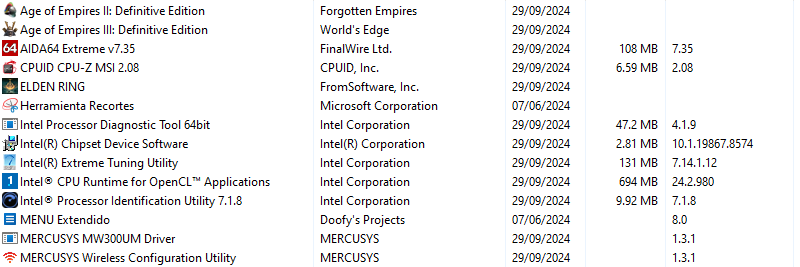 Age of Empires II: Definitive Edition Forgotten Empires 29/09/2024
Age of Empires III: Definitive Edition World's Edge 29/09/2024
64 AIDA64 Extreme v7.35 FinalWire Ltd. 29/09/2024 108 MB 7.35
CPUID CPU-Z MSI 2.08 CPUID, Inc. 29/09/2024 6.59 MB 2.08
ELDEN RING FromSoftware, Inc. 29/09/2024
Herramienta Recortes Microsoft Corporation 07/06/2024
Intel Processor Diagnostic Tool 64bit Intel Corporation 29/09/2024 47.2 MB 4.1.9
Intel(R) Chipset Device Software Intel(R) Corporation 29/09/2024 2.81 MB 10.1.19867.8574
Intel(R) Extreme Tuning Utility Intel Corporation 29/09/2024 131 MB 7.14.1.12
1 Intel® CPU Runtime for OpenCL™ Applications Intel Corporation 29/09/2024 694 MB 24.2.980
Intel® Processor Identification Utility 7.1.8 Intel Corporation 29/09/2024 9.92 MB 7.1.8
MENU Extendido Doofy's Projects 07/06/2024 8.0
MERCUSYS MW300UM Driver MERCUSYS 29/09/2024 1.3.1
MERCUSYS Wireless Configuration Utility MERCUSYS 29/09/2024 1.3.1